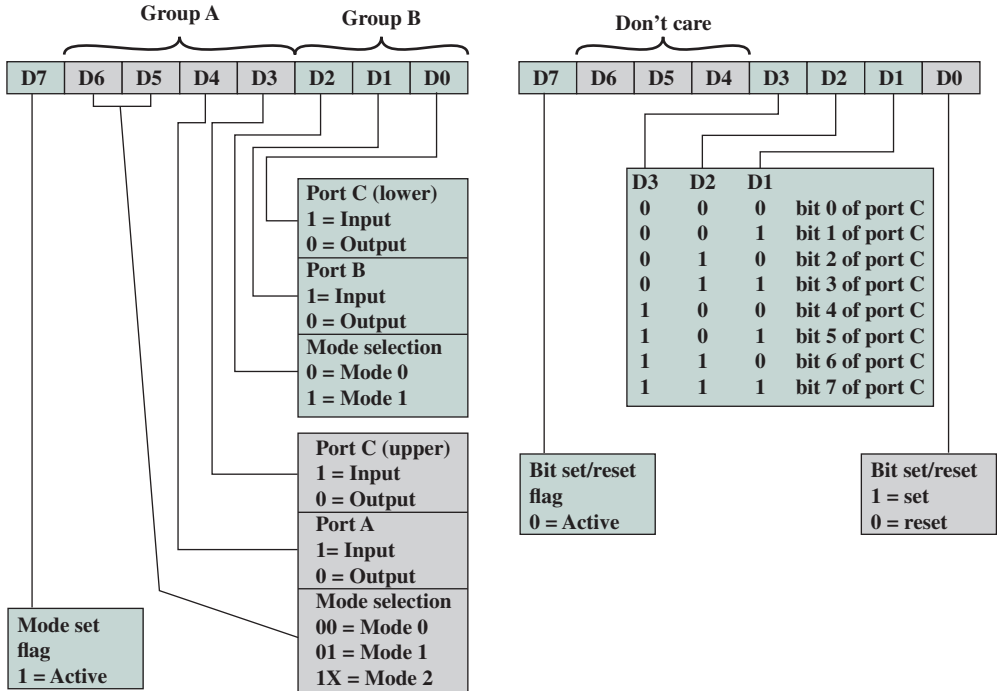 Group A
Group B
D7 D6 D5 D4 D3 D2 D1 D0
Port C (lower)
1 = Input
0 = Output
Port B
1= Input
0 = Output
Mode selection
0 = Mode 0
1 = Mode 1
Port C (upper)
1 = Input
0 = Output
Port A
1= Input
0 = Output
Mode selection
00 = Mode 0
01 = Mode 1
1X = Mode 2
Mode set
flag
1 = Active
Don't care
D7 D6 D5 D4 D3 D2 D1 D0
D3 D2 D1
0 0 0 bit 0 of port C
0 0 1 bit 1 of port C
0 1 0 bit 2 of port C
0 1 1 bit 3 of port C
1 0 0 bit 4 of port C
1 0 1 bit 5 of port C
1 1 0 bit 6 of port C
1 1 1 bit 7 of port C
Bit set/reset
flag
0 = Active
Bit set/reset
1 = set
0 = reset